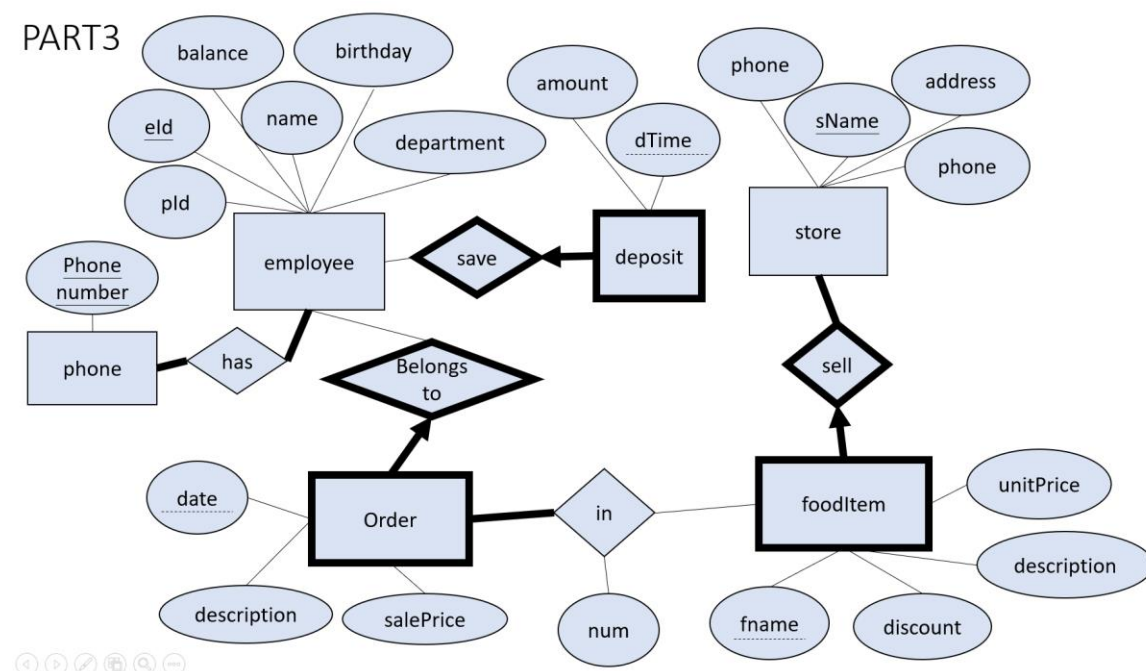 PART3
balance
birthday
eId
name
department
pId
employee
Phone
number
phone
has
save
amount
dTime
deposit
Belongs
to
phone
sName
address
phone
store
sell
date
Order
description
salePrice
in
num
foodItem
unitPrice
description
fname
discount